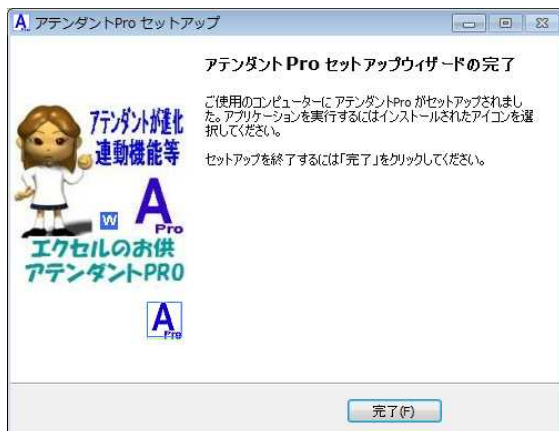 アテンダントPro セットアップ
アテンダント Pro セットアップウィザードの完了
ご使用のコンピューターに アテンダントPro がセットアップされまし
た。アプリケーションを実行するにはインストールされたアイコンを選
択してください。
セットアップを終了するには「完了」をクリックしてください。
アテンダントが進化
連動機能等
W
A
Pro
エクセルのお供
アテンダントPRO
A
Pro
完了(F)